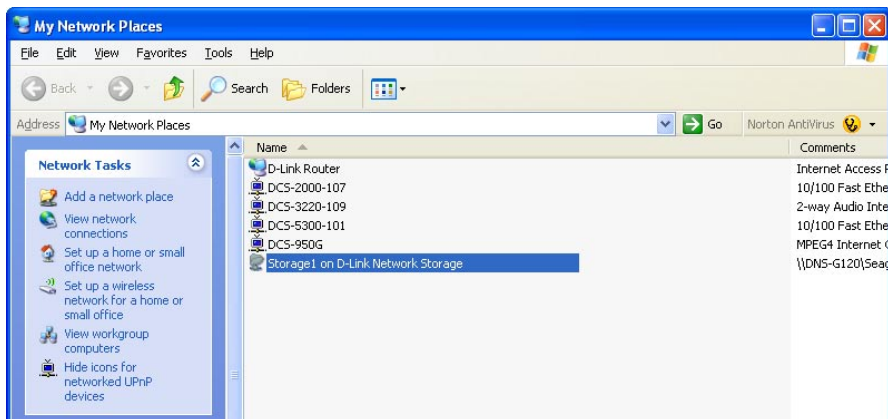 My Network Places
File Edit View Favorites Tools Help
Back Search Folders
Address My Network Places Go Norton AntiVirus
Name Comments
Network Tasks
Add a network place
View network
connections
Set up a home or small
office network
Set up a wireless
network for a home or
small office
View workgroup
computers
Hide icons for
networked UPnP
devices
D-Link Router Internet Access
DCS-2000-107 10/100 Fast Ethe
DCS-3220-109 2-way Audio Inte
DCS-5300-101 10/100 Fast Ethe
DCS-950G MPEG4 Internet
Storage1 on D-Link Network Storage \\DNS-G120\Seag